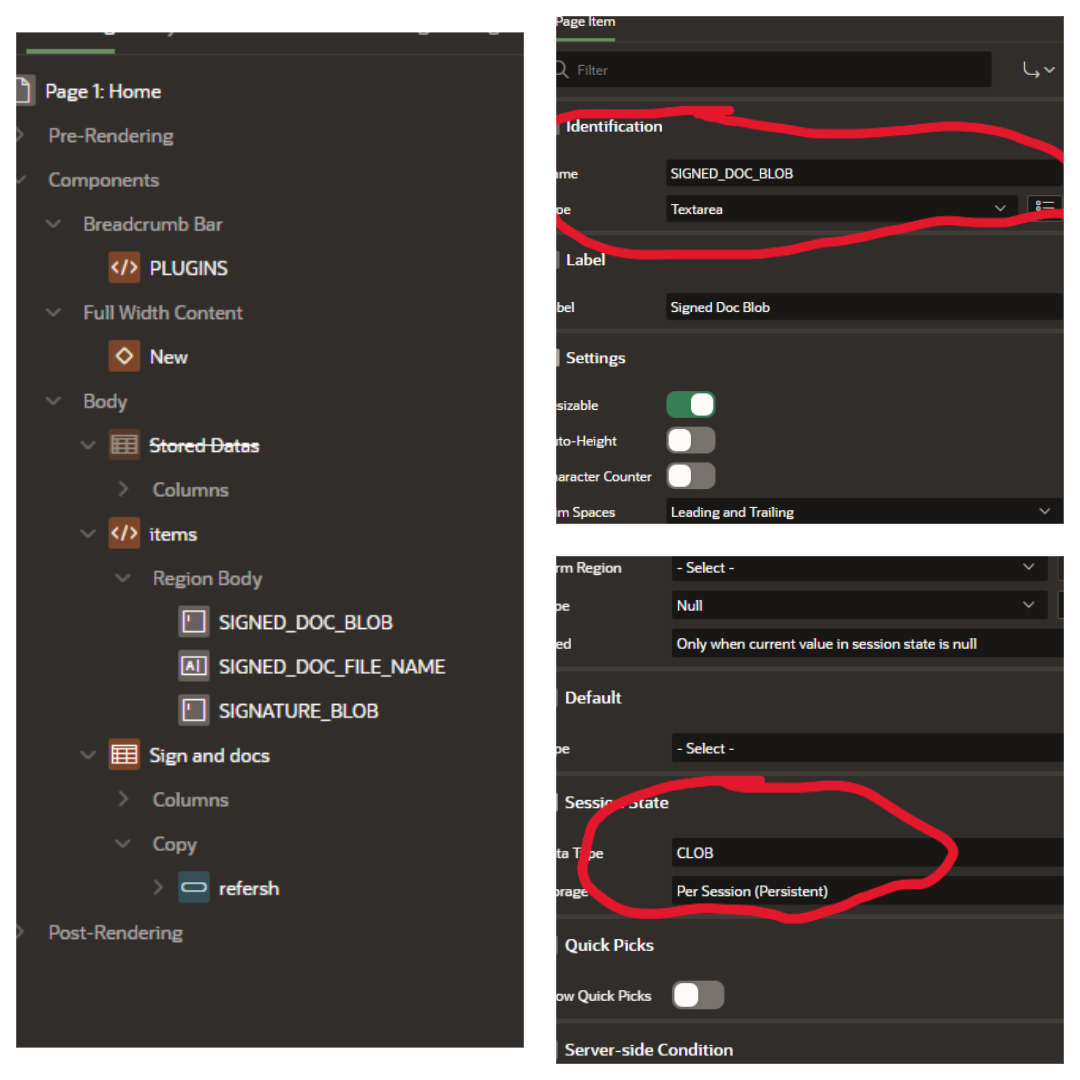 Page 1: Home
Pre-Rendering
Components
Breadcrumb Bar
PLUGINS
Full Width Content
New
Body
Stored Datas
Columns
items
Region Body
SIGNED_DOC_BLOB
SIGNED_DOC_FILE_NAME
SIGNATURE_BLOB
Sign and docs
Columns
Copy
refersh
Post-Rendering
Page Item
Filter
Identification
ame SIGNED_DOC_BLOB
pe Textarea
Label
bel Signed Doc Blob
Settings
esizable
uto-Height
haracter Counter
im Spaces Leading and Trailing
rm Region - Select -
pe Null
ed Only when current value in session state is null
Default
pe - Select -
Session State
ta Type CLOB
orage Per Session (Persistent)
Quick Picks
ow Quick Picks
Server-side Condition